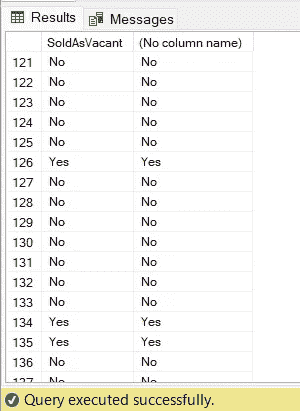 Results Messages
SoldAsVacant (No column name)
121 No No
122 No No
123 No No
124 No No
125 No No
126 Yes Yes
127 No No
128 No No
129 No No
130 No No
131 No No
132 No No
133 No No
134 Yes Yes
135 Yes Yes
136 No No
137 No No
Query executed successfully.